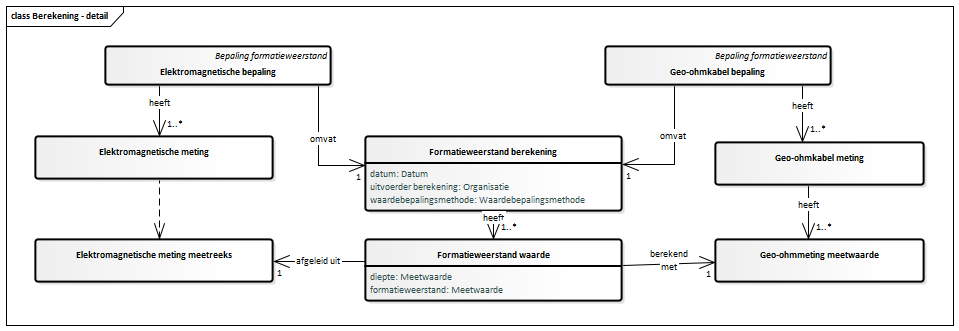 class Berekening - detail
Bepaling formatieweerstand
Elektromagnetische bepaling
Bepaling formatieweerstand
Geo-ohmkabel bepaling
heeft
1..*
omvat
1
omvat
1
heeft
1..*
Elektromagnetische meting
Formatieweerstand berekening
datum: Datum
uitvoerder berekening: Organisatie
waardebepalingsmethode: Waardebepalingsmethode
Geo-ohmkabel meting
heeft
1..*
heeft
1..*
Elektromagnetische meting meetreeks
afgeleid uit
1
Formatieweerstand waarde
diepte: Meetwaarde
formatieweerstand: Meetwaarde
berekend
met
1
Geo-ohmmeting meetwaarde